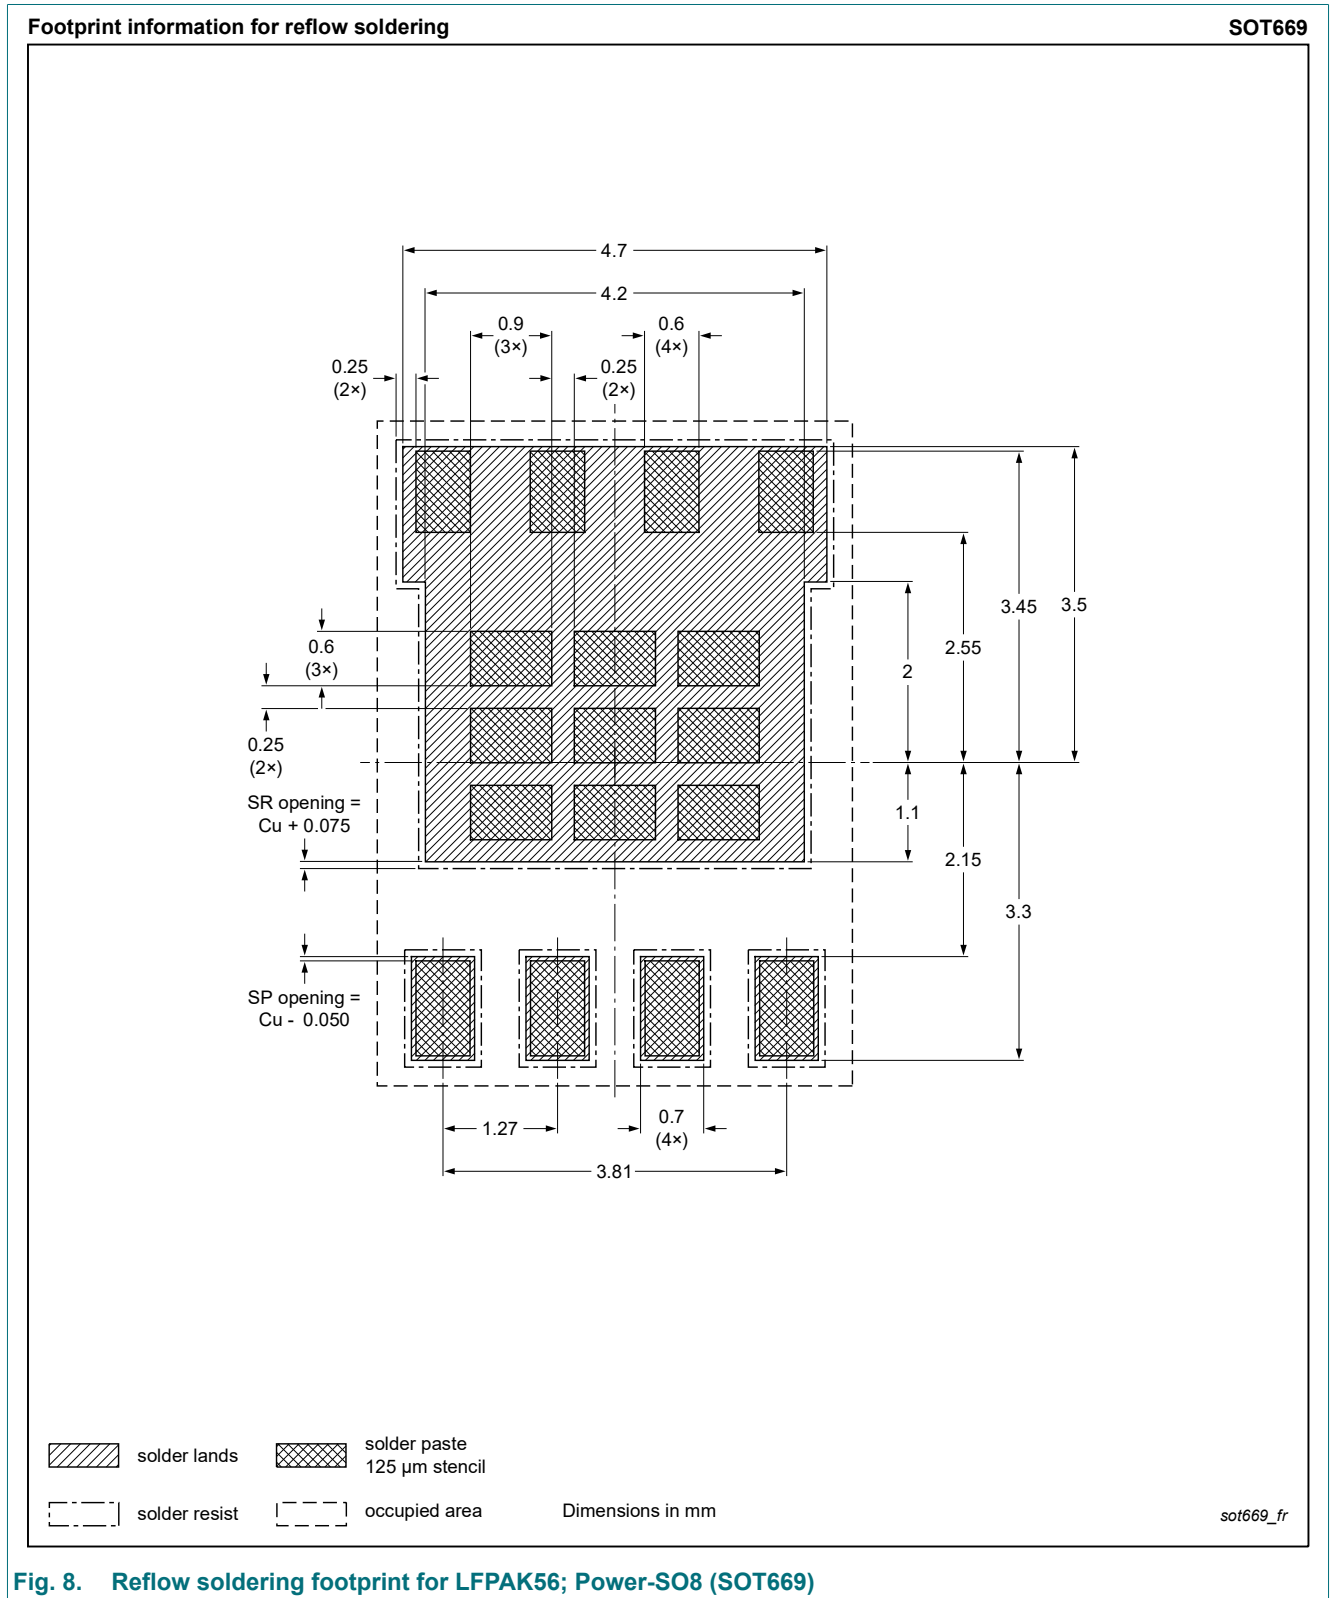 Footprint information for reflow soldering SOT669
4.7
4.2
0.9
(3×)
0.6
(4×)
0.25
(2×)
0.25
(2×)
0.6
(3×)
0.25
(2×)
SR opening =
Cu + 0.075
SP opening =
Cu - 0.050
3.45
3.5
2.55
2
1.1
2.15
3.3
1.27
0.7
(4×)
3.81
solder lands
solder paste
125 µm stencil
solder resist
occupied area
Dimensions in mm
sot669_fr
Fig. 8. Reflow soldering footprint for LFPAK56; Power-SO8 (SOT669)